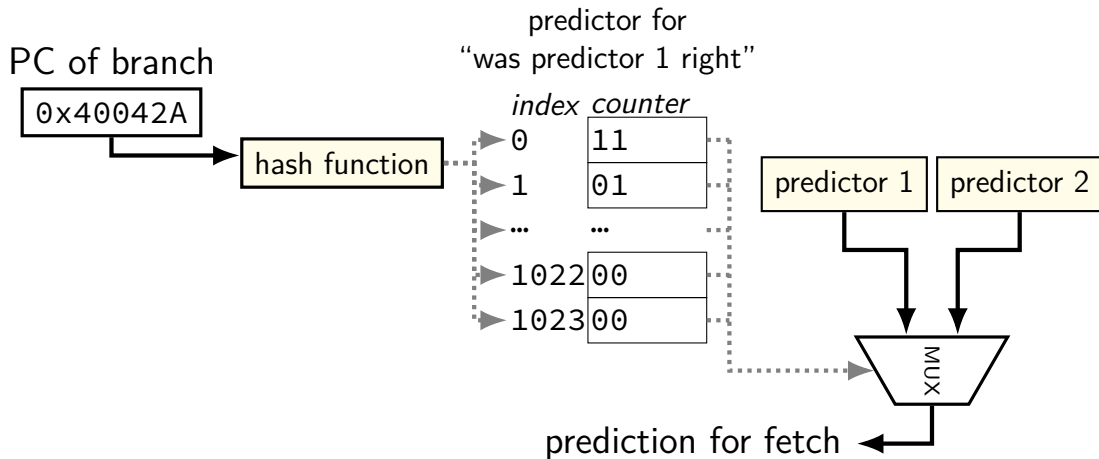 predictor for
“was predictor 1 right”
PC of branch
0x40042A
hash function
index counter
0 11
1 01
... ...
1022 00
1023 00
predictor 1
predictor 2
MUX
prediction for fetch